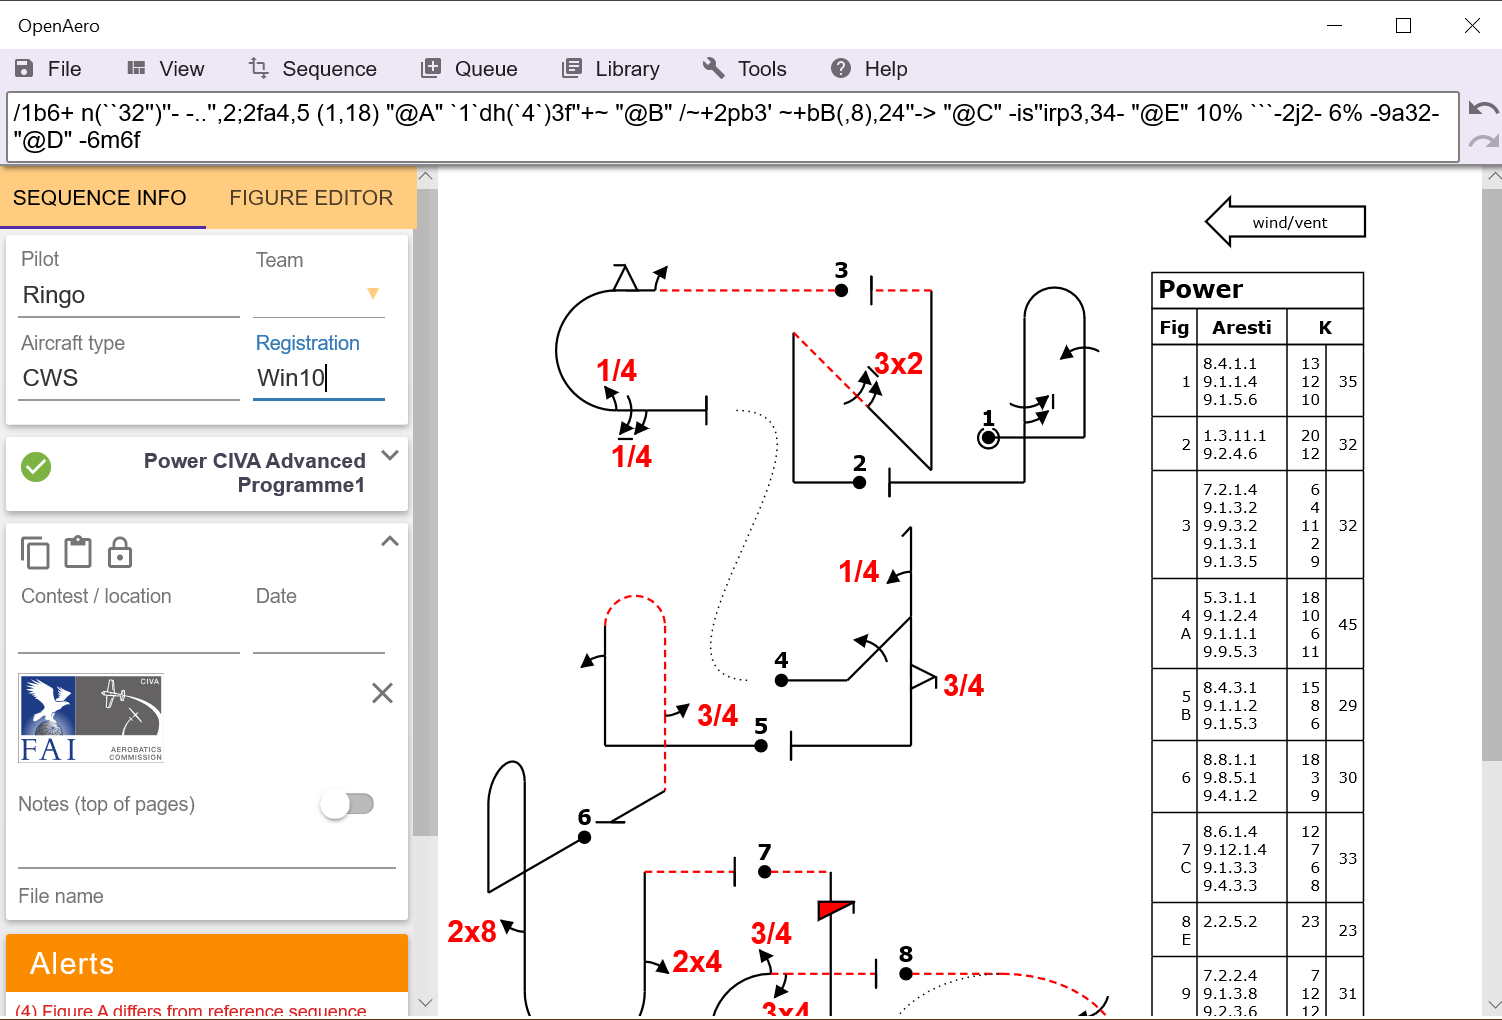 OpenAero
File View Sequence Queue Library Tools Help
/1b6+ n(``32'')''- -..'',2;2fa4,5 (1,18) "@A" `1`dh(`4`)3f''+~ "@B" /~+2pb3' ~+bB(,8),24''-> "@C" -is''irp3,34- "@E" 10% ```-2j2- 6% -9a32-
"@D" -6m6f
SEQUENCE INFO FIGURE EDITOR
Pilot Team
Ringo
Aircraft type Registration
CWS Win10
Power CIVA Advanced
Programme1
Contest / location Date
CIVA
FAI
AEROBATICS
COMMISSION
Notes (top of pages)
File name
Alerts
(4) Figure A differs from reference sequence
wind/vent
3
1/4
1/4
3x2
1
2
1/4
4
3/4
3/4
5
6
7
2x8
2x4
3/4
8
3x4
Power
Fig Aresti K
1 8.4.1.1 13 35
9.1.1.4 12
9.1.5.6 10
2 1.3.11.1 20 32
9.2.4.6 12
3 7.2.1.4 6 32
9.1.3.2 4
9.9.3.2 11
9.1.3.1 2
9.1.3.5 9
4 A 5.3.1.1 18 45
9.1.2.4 10
9.1.1.1 6
9.9.5.3 11
5 B 8.4.3.1 15 29
9.1.1.2 8
9.1.5.3 6
6 8.8.1.1 18 30
9.8.5.1 3
9.4.1.2 9
7 C 8.6.1.4 12 33
9.12.1.4 7
9.1.3.3 6
9.4.3.3 8
8 E 2.2.5.2 23 23
9 7.2.2.4 7 31
9.1.3.8 12
9.2.3.6 12